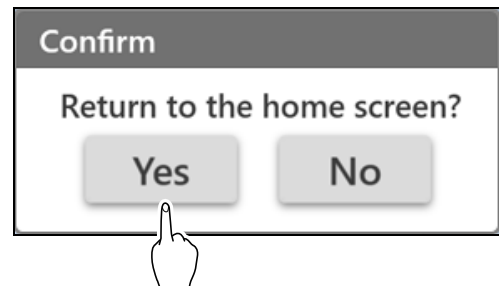 Confirm
Return to the home screen?
Yes No